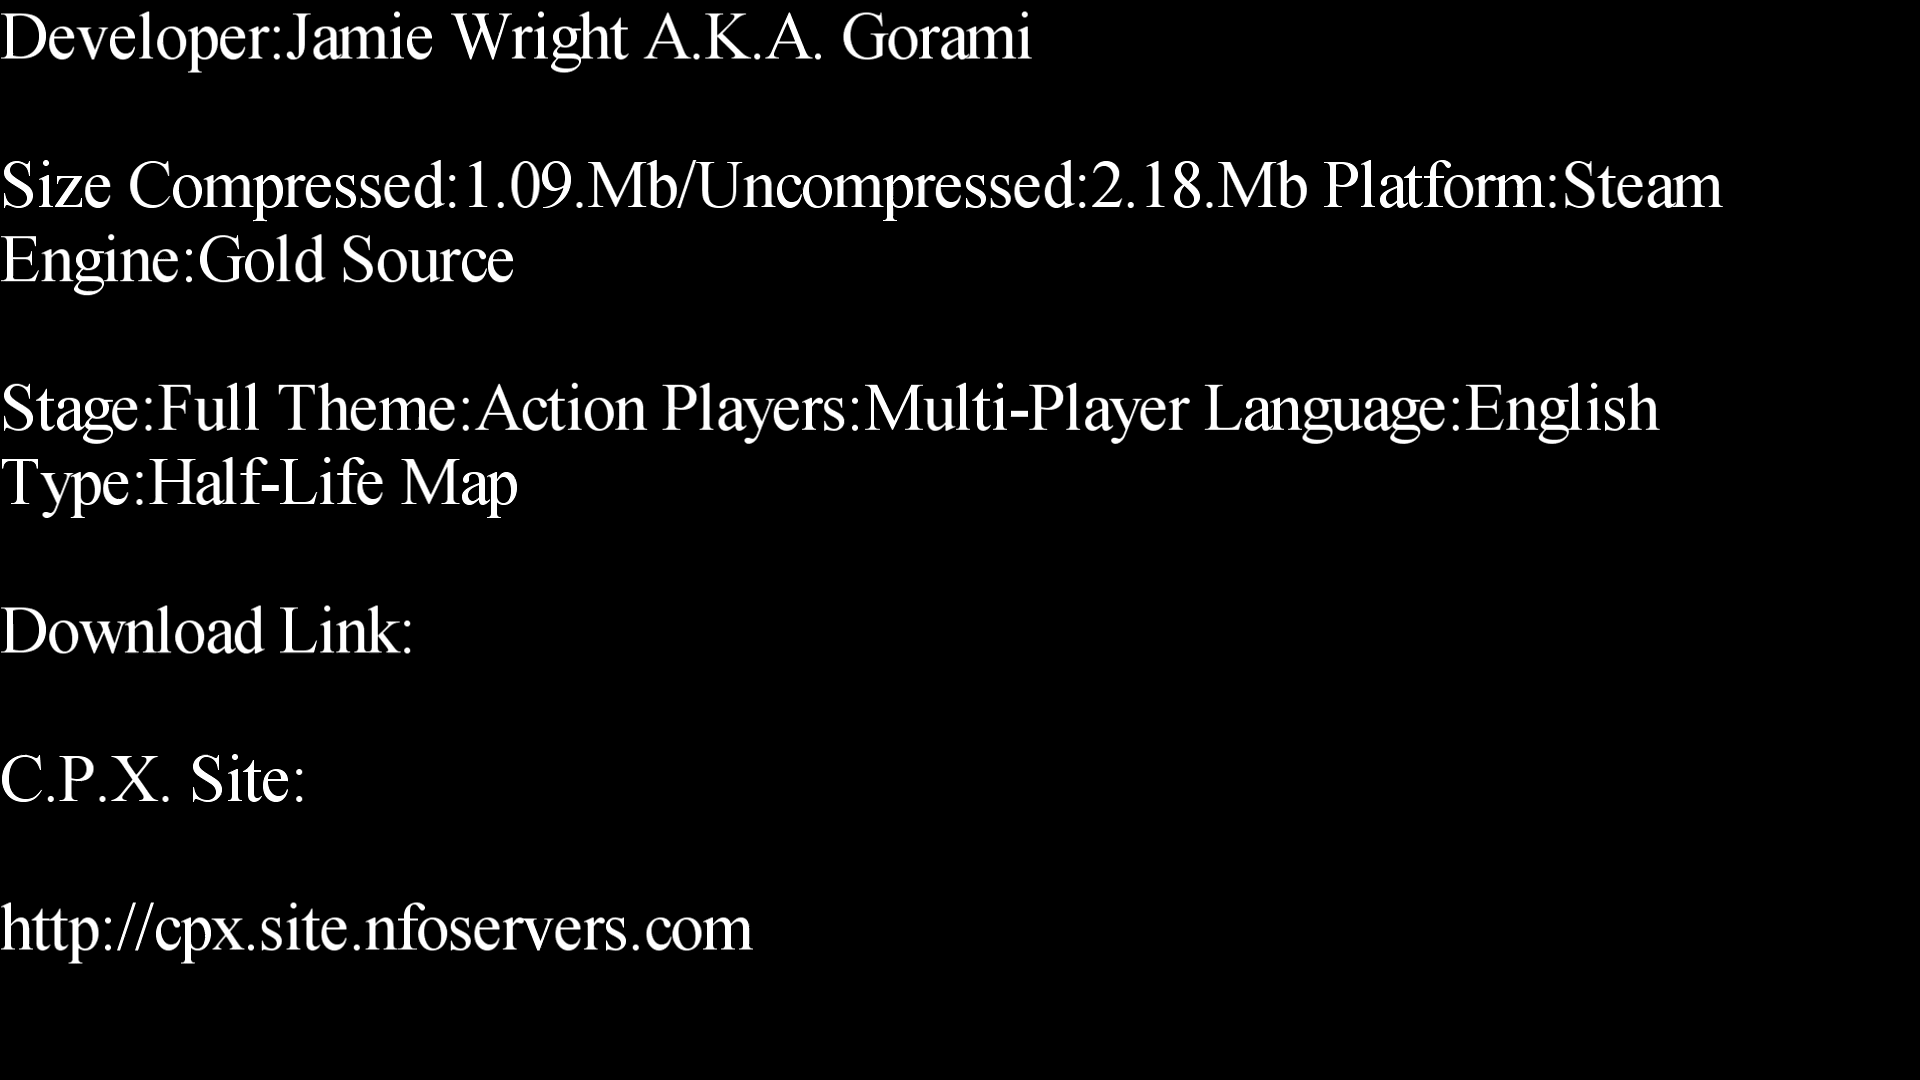 Developer:Jamie Wright A.K.A. Gorami
Size Compressed:1.09.Mb/Uncompressed:2.18.Mb Platform:Steam
Engine:Gold Source
Stage:Full Theme:Action Players:Multi-Player Language:English
Type:Half-Life Map
Download Link:
C.P.X. Site:
http://cpx.site.nfoservers.com